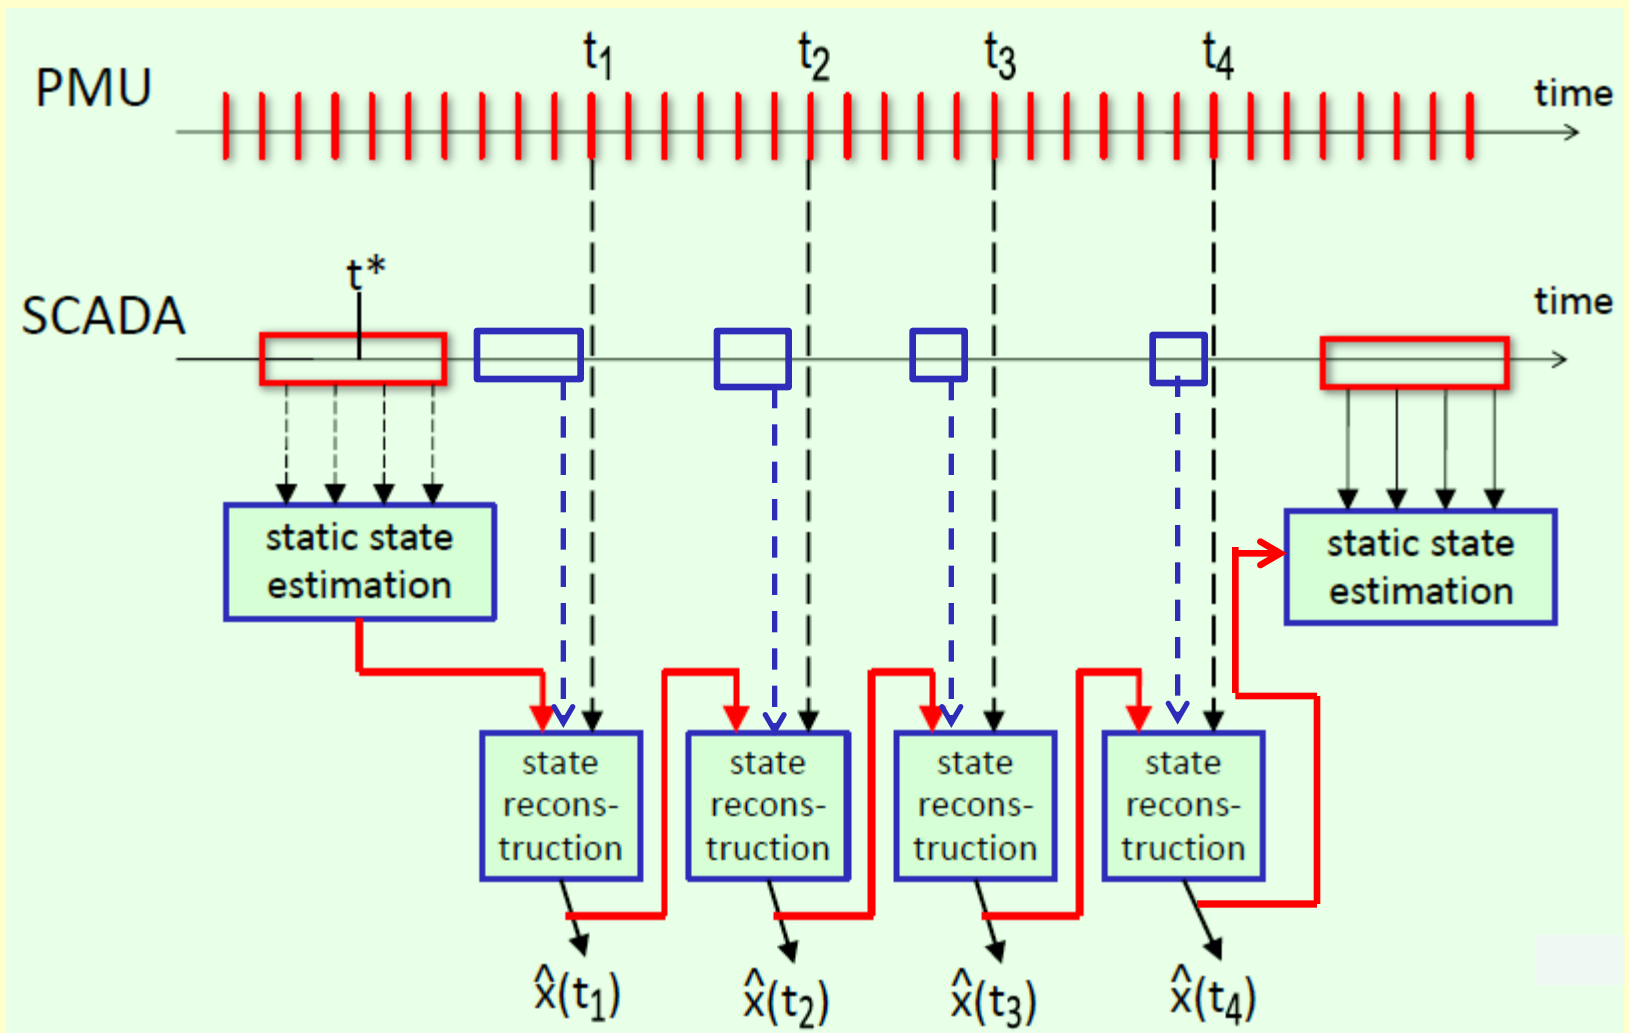 t1 t2 t3 t4
PMU
time
t*
SCADA
time
static state
estimation
static state
estimation
state
recons-
truction
state
recons-
truction
state
recons-
truction
state
recons-
truction
x̂(t1) x̂(t2) x̂(t3) x̂(t4)